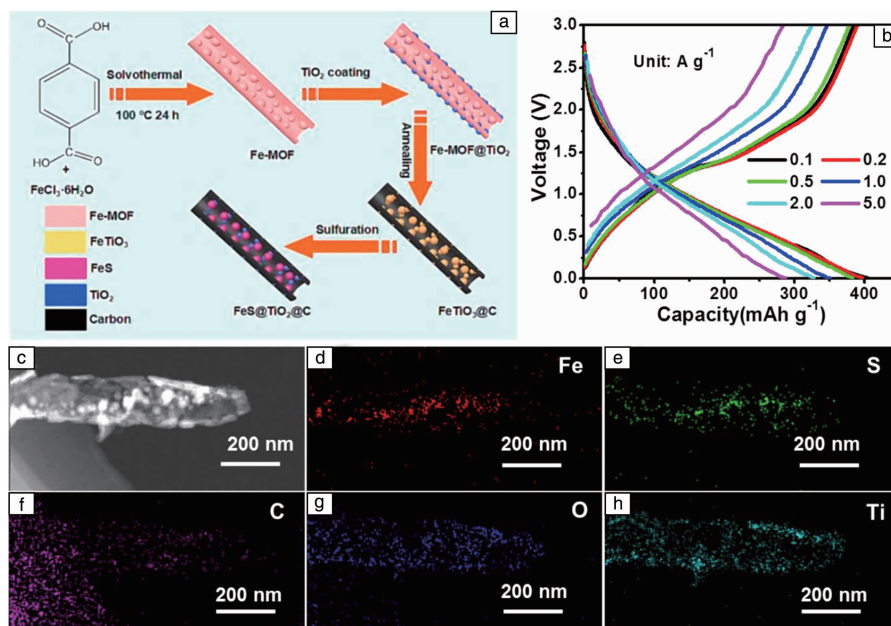 a
O
OH
C
Solvothermal
100 °C 24 h
TiO₂ coating
C
HO
O
+
FeCl₃·6H₂O
Fe-MOF
Fe-MOF@TiO₂
Annealing
Fe-MOF
FeTiO₃
FeS
TiO₂
Carbon
Sulfuration
FeS@TiO₂@C
FeTiO₃@C
b
Unit: A g⁻¹
Voltage (V)
3.0
2.5
2.0
1.5
1.0
0.5
0.0
0.1 0.2
0.5 1.0
2.0 5.0
0 100 200 300 400
Capacity(mAh g⁻¹)
c
200 nm
d
Fe
200 nm
e
S
200 nm
f
C
200 nm
g
O
200 nm
h
Ti
200 nm